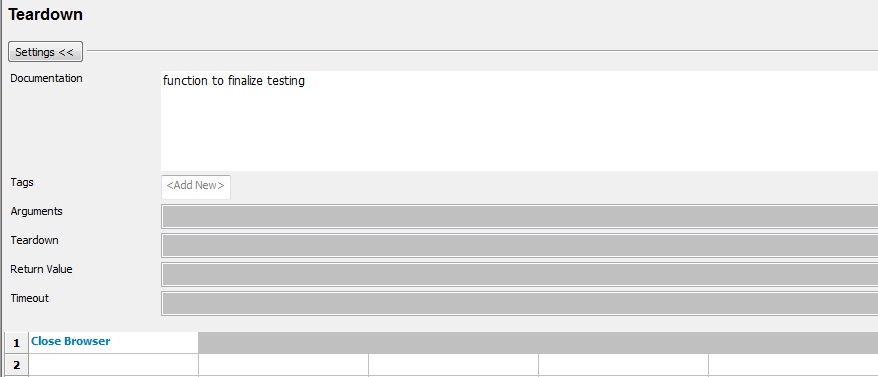 Teardown
Settings <<
Documentation
function to finalize testing
Tags
<Add New>
Arguments
Teardown
Return Value
Timeout
1 Close Browser
2